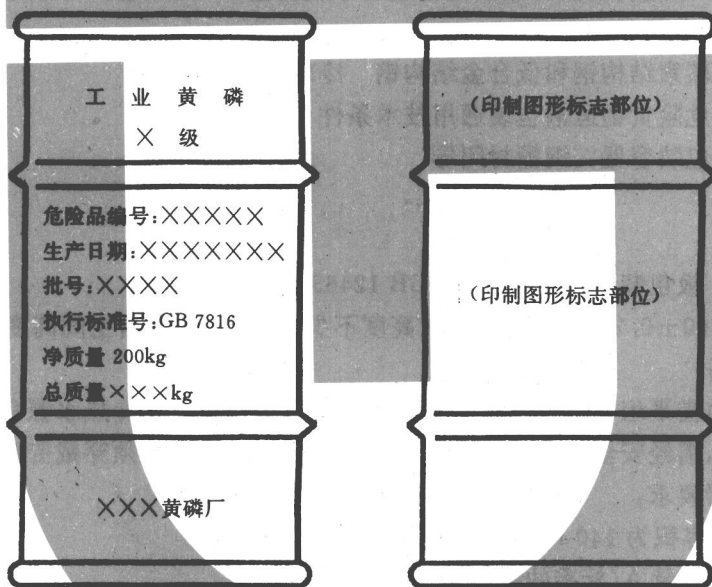 工业黄磷
×级
危险品编号:×××××
生产日期:×××××××
批号:××××
执行标准号:GB 7816
净质量 200kg
总质量×××kg
×××黄磷厂
(印制图形标志部位)
(印制图形标志部位)